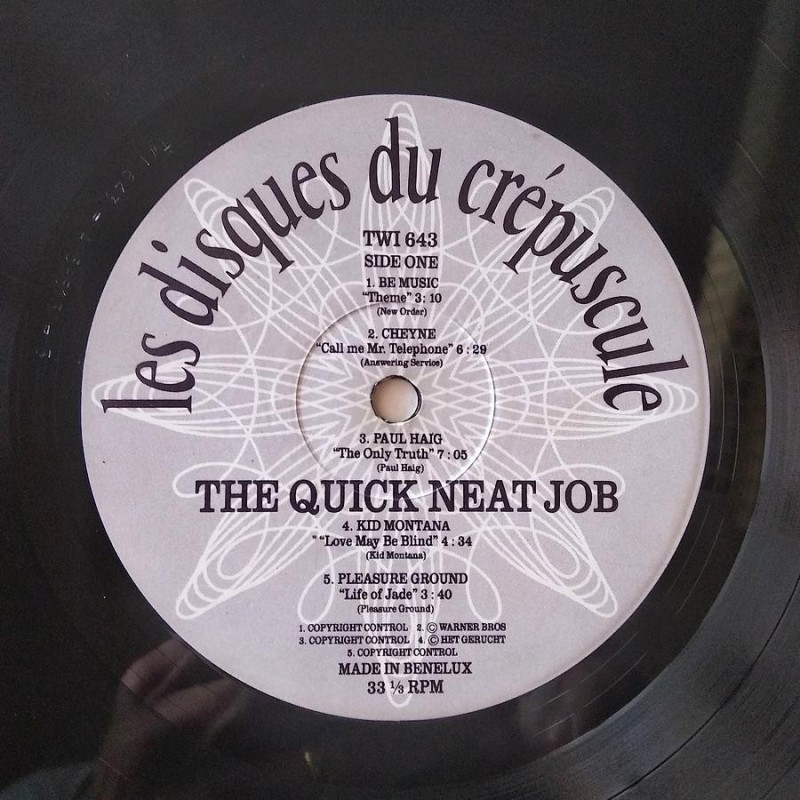 les disques du crépuscule
TWI 643
SIDE ONE
1. BE MUSIC
"Theme" 3:10
(New Order)
2. CHEYNE
"Call me Mr. Telephone" 6:29
(Answering Service)
3. PAUL HAIG
"The Only Truth" 7:05
(Paul Haig)
THE QUICK NEAT JOB
4. KID MONTANA
" "Love May Be Blind" 4:34
(Kid Montana)
5. PLEASURE GROUND
"Life of Jade" 3:40
(Pleasure Ground)
1. COPYRIGHT CONTROL 2. © WARNER BROS
3. COPYRIGHT CONTROL 4. © HET GERUCHT
5. COPYRIGHT CONTROL
MADE IN BENELUX
33 ⅓ RPM